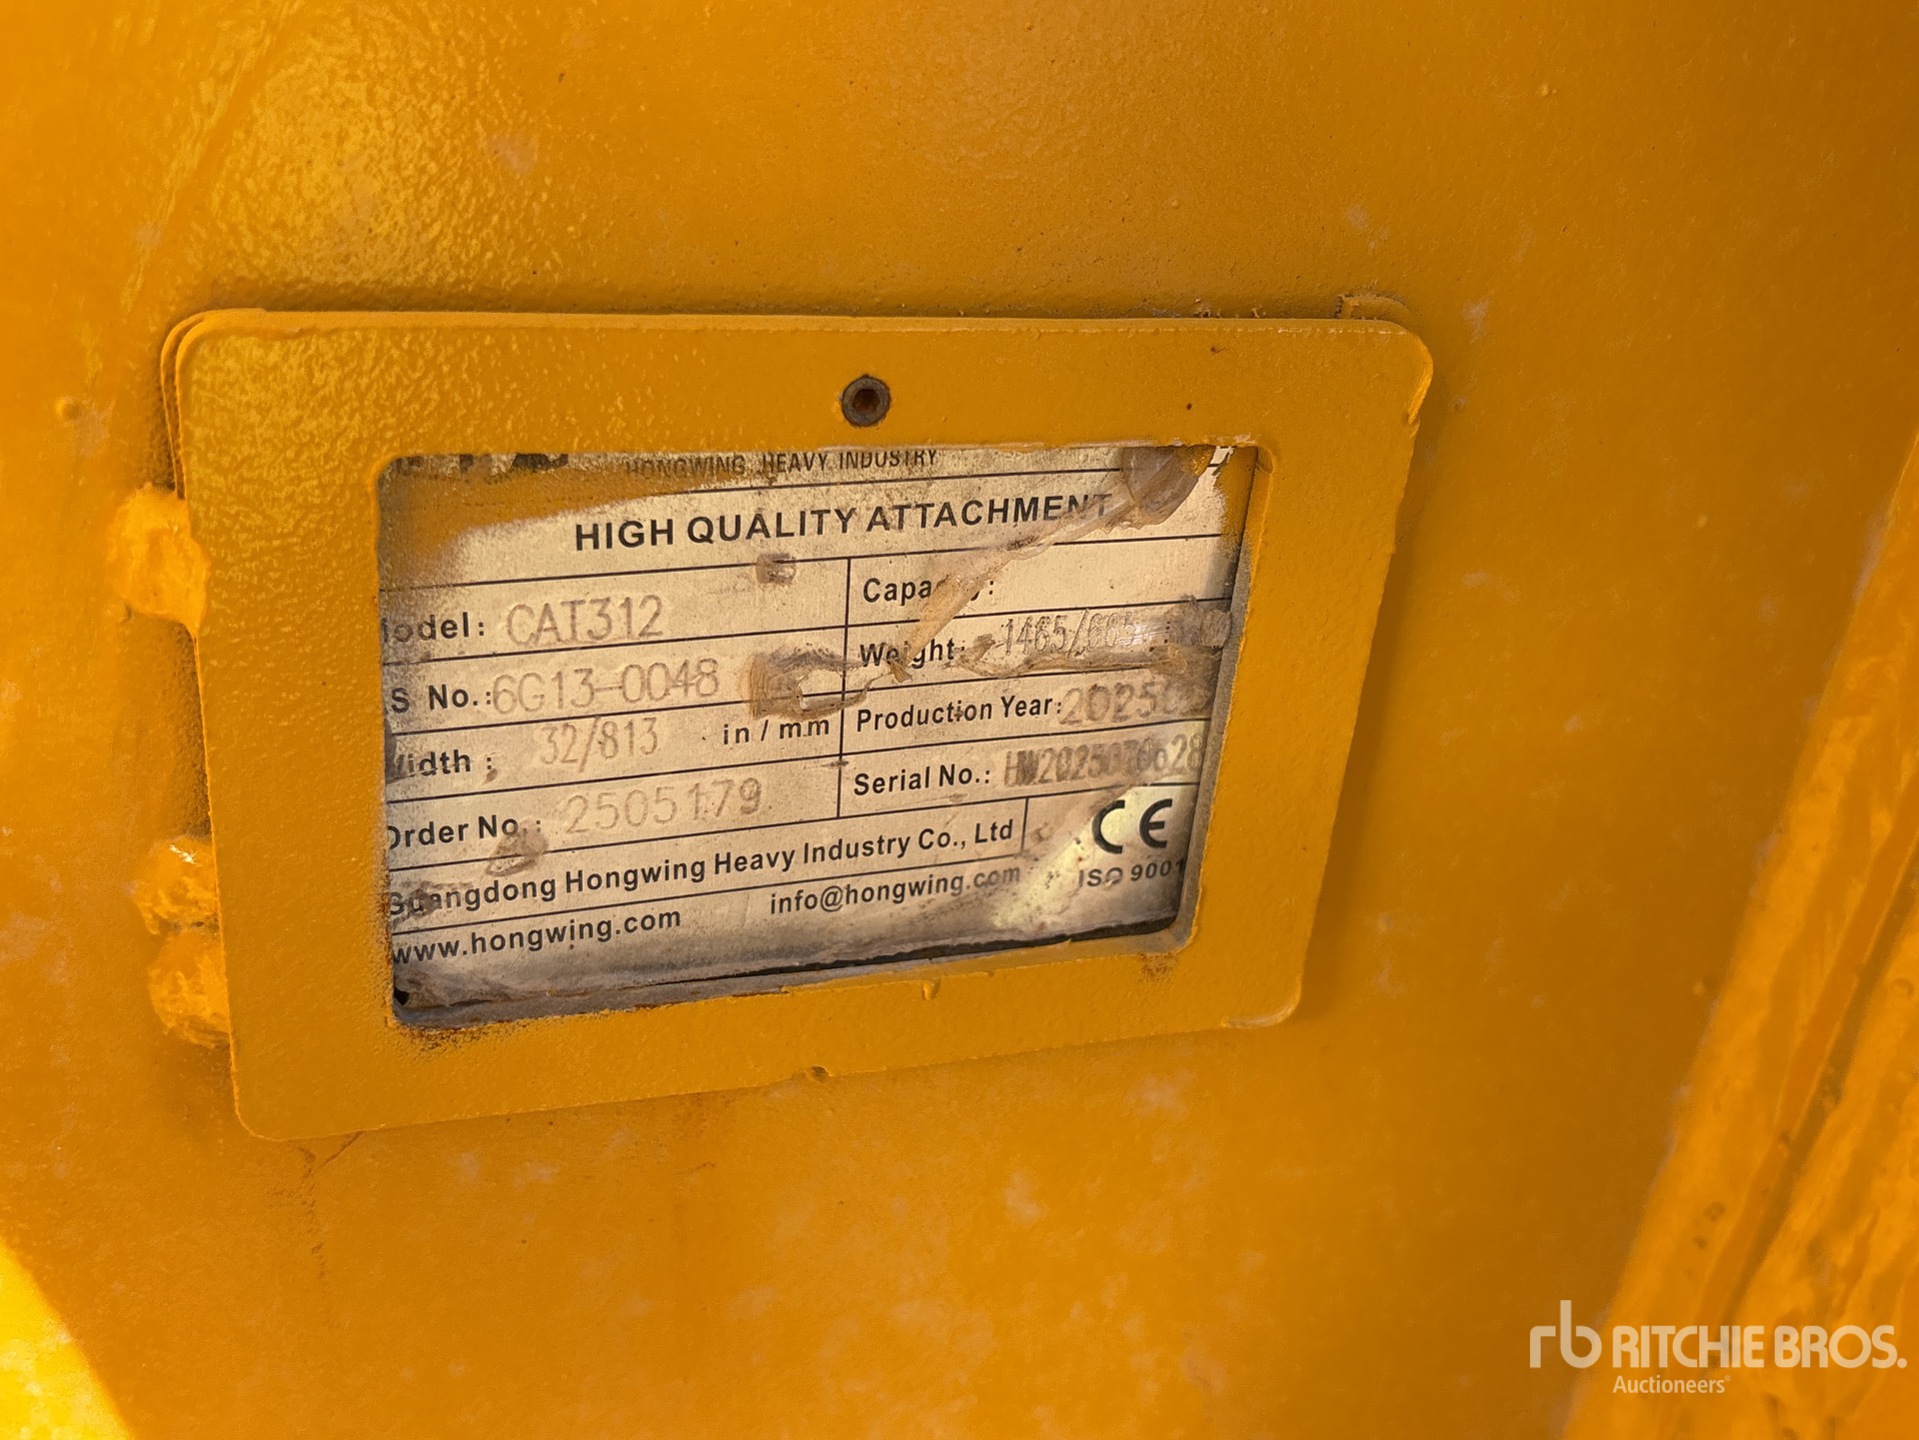 HONGWING HEAVY INDUSTRY
HIGH QUALITY ATTACHMENT
Model: CAT312
Capacity:
S No.: 6G13-0048
Weight:
Width : 32/813 in / mm
Production Year:
Order No.: 2505179
Serial No.:
Guangdong Hongwing Heavy Industry Co., Ltd
CE
www.hongwing.com info@hongwing.com
ISO 9001
rb RITCHIE BROS.
Auctioneers